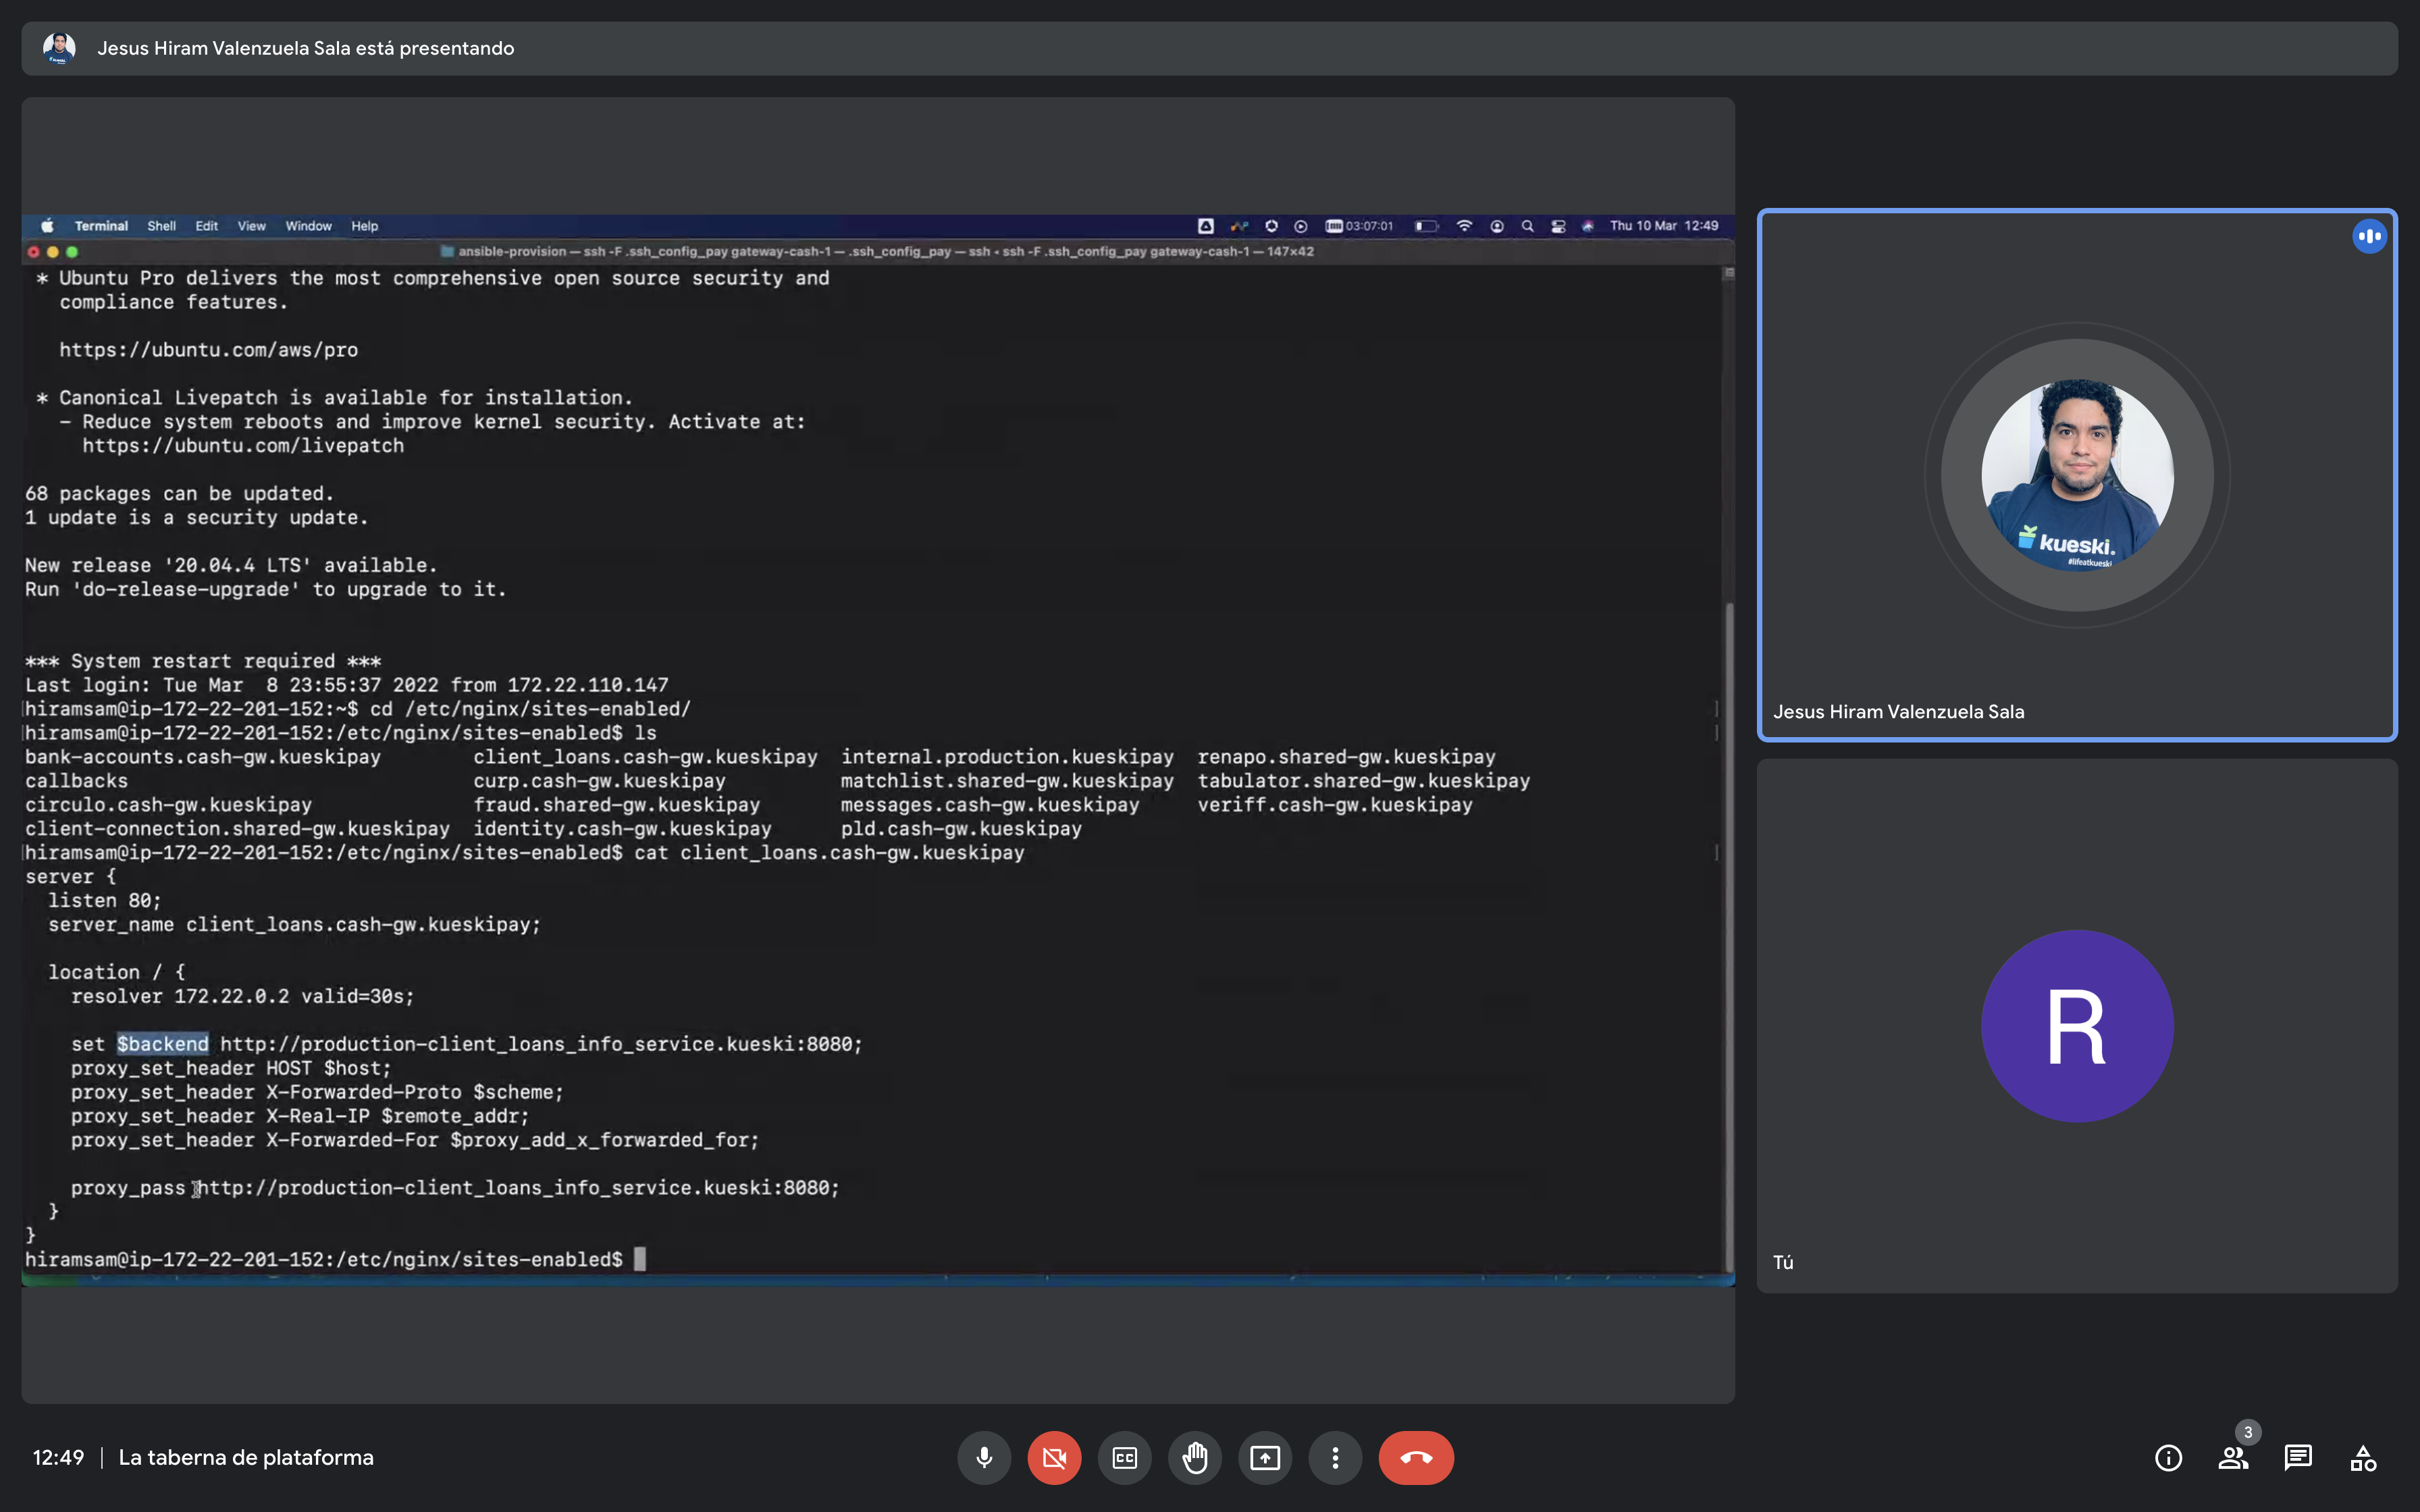 Jesus Hiram Valenzuela Sala está presentando
Terminal Shell Edit View Window Help 03:07:01 Thu 10 Mar 12:49
ansible-provision — ssh -F .ssh_config_pay gateway-cash-1 — .ssh_config_pay — ssh ‹ ssh -F .ssh_config_pay gateway-cash-1 — 147×42
* Ubuntu Pro delivers the most comprehensive open source security and
compliance features.
https://ubuntu.com/aws/pro
* Canonical Livepatch is available for installation.
- Reduce system reboots and improve kernel security. Activate at:
https://ubuntu.com/livepatch
68 packages can be updated.
1 update is a security update.
New release '20.04.4 LTS' available.
Run 'do-release-upgrade' to upgrade to it.
*** System restart required ***
Last login: Tue Mar  8 23:55:37 2022 from 172.22.110.147
hiramsam@ip-172-22-201-152:~$ cd /etc/nginx/sites-enabled/
hiramsam@ip-172-22-201-152:/etc/nginx/sites-enabled$ ls
bank-accounts.cash-gw.kueskipay client_loans.cash-gw.kueskipay internal.production.kueskipay renapo.shared-gw.kueskipay
callbacks curp.cash-gw.kueskipay matchlist.shared-gw.kueskipay tabulator.shared-gw.kueskipay
circulo.cash-gw.kueskipay fraud.shared-gw.kueskipay messages.cash-gw.kueskipay veriff.cash-gw.kueskipay
client-connection.shared-gw.kueskipay identity.cash-gw.kueskipay pld.cash-gw.kueskipay
hiramsam@ip-172-22-201-152:/etc/nginx/sites-enabled$ cat client_loans.cash-gw.kueskipay
server {
listen 80;
server_name client_loans.cash-gw.kueskipay;
location / {
resolver 172.22.0.2 valid=30s;
set $backend http://production-client_loans_info_service.kueski:8080;
proxy_set_header HOST $host;
proxy_set_header X-Forwarded-Proto $scheme;
proxy_set_header X-Real-IP $remote_addr;
proxy_set_header X-Forwarded-For $proxy_add_x_forwarded_for;
proxy_pass http://production-client_loans_info_service.kueski:8080;
}
}
hiramsam@ip-172-22-201-152:/etc/nginx/sites-enabled$
kueski.
#lifeatkueski
Jesus Hiram Valenzuela Sala
R
Tú
12:49 | La taberna de plataforma
CC
3